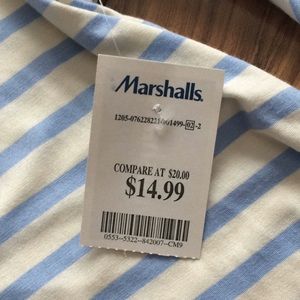 Marshalls.
COMPARE AT $20.00
$14.99
0553--5322--842007--CM9